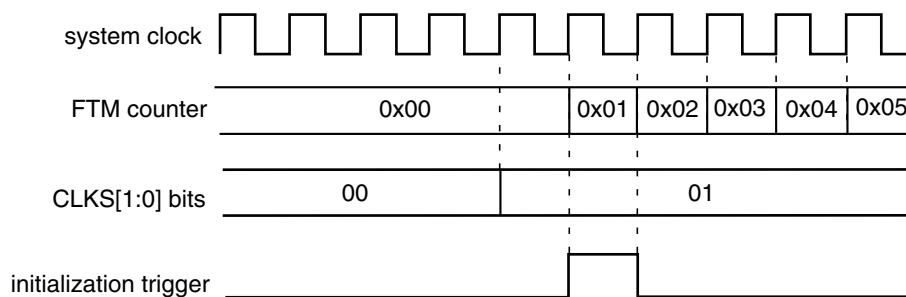 system clock
FTM counter 0x00 0x01 0x02 0x03 0x04 0x05
CLKS[1:0] bits 00 01
initialization trigger